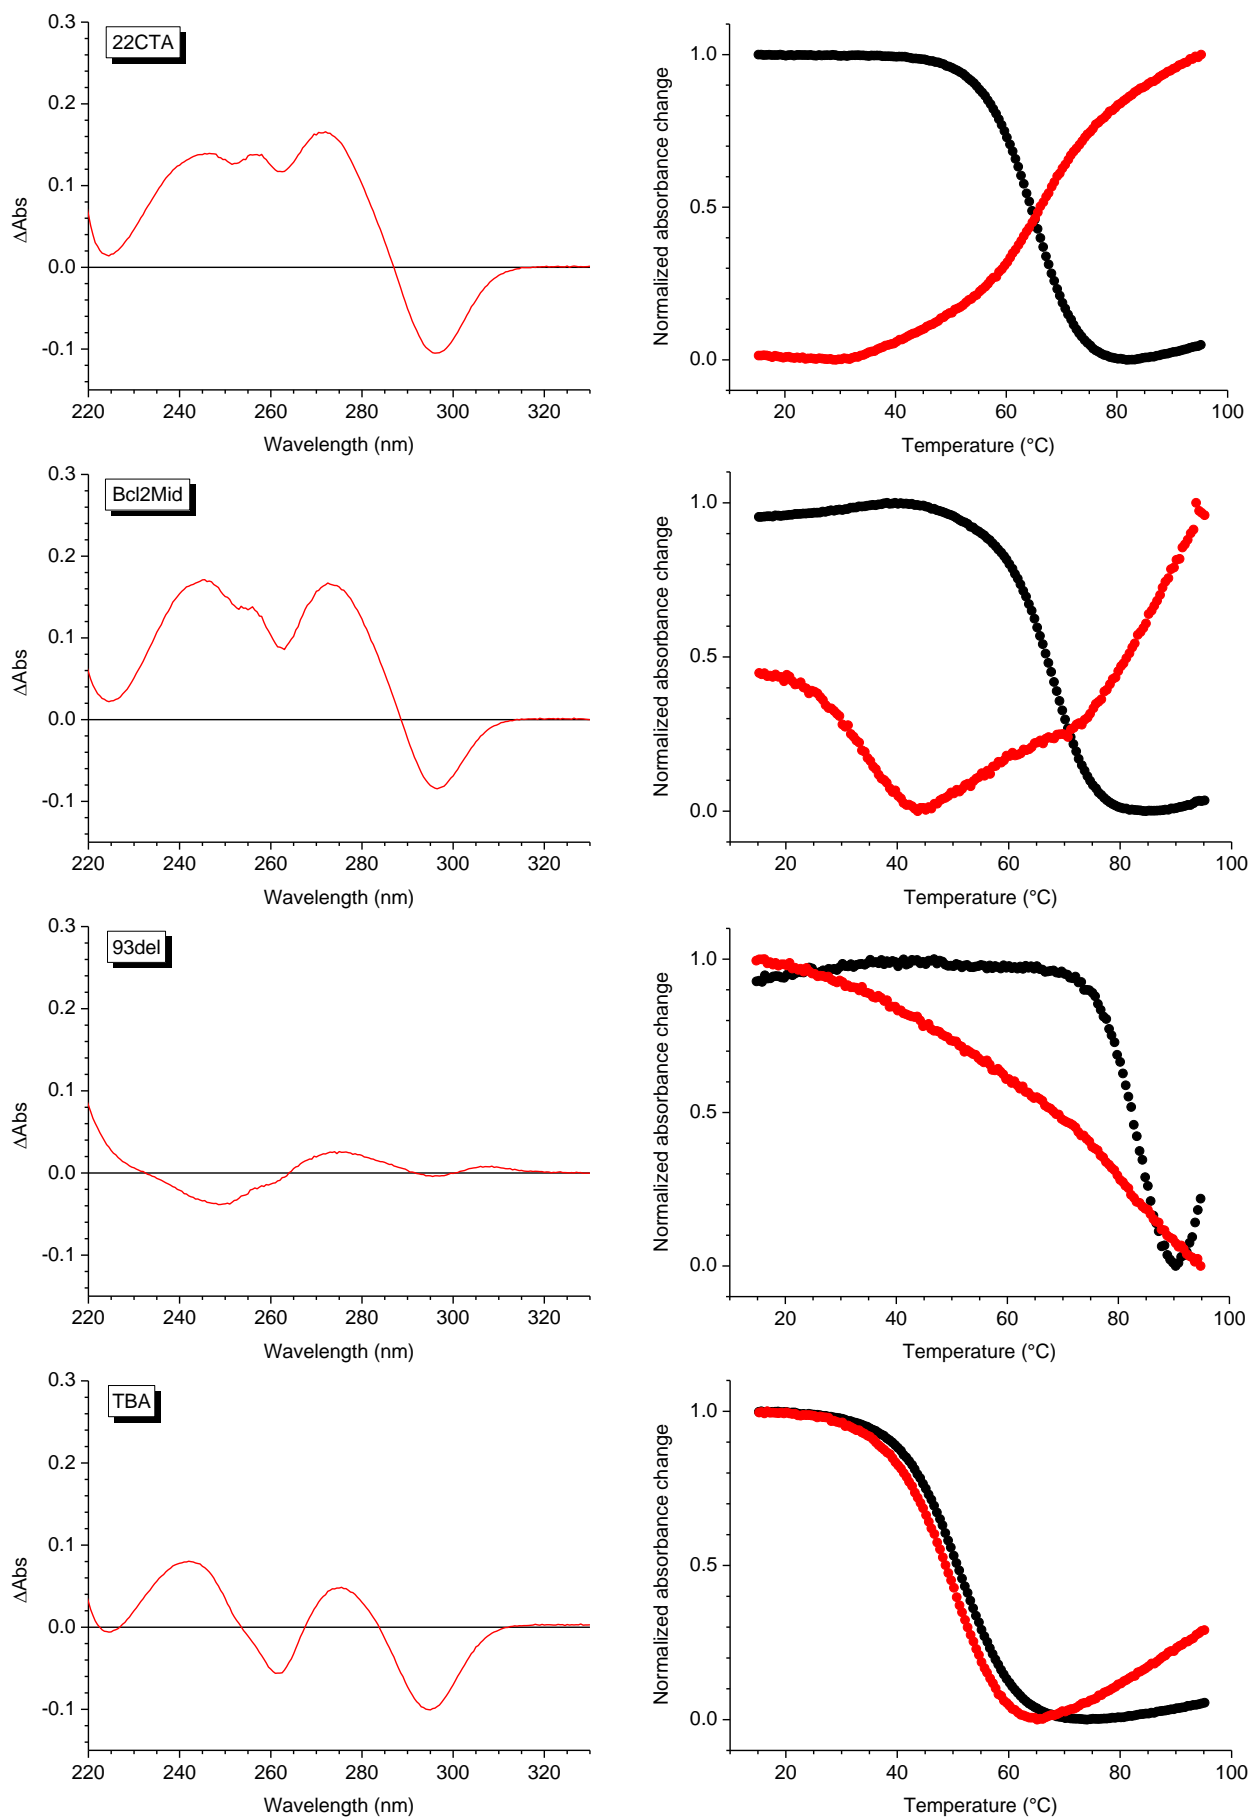 22CTA
0.3
0.2
0.1
0.0
-0.1
ΔAbs
220 240 260 280 300 320
Wavelength (nm)
1.0
0.5
0.0
Normalized absorbance change
20 40 60 80 100
Temperature (°C)
Bcl2Mid
0.3
0.2
0.1
0.0
-0.1
ΔAbs
220 240 260 280 300 320
Wavelength (nm)
1.0
0.5
0.0
Normalized absorbance change
20 40 60 80 100
Temperature (°C)
93del
0.3
0.2
0.1
0.0
-0.1
ΔAbs
220 240 260 280 300 320
Wavelength (nm)
1.0
0.5
0.0
Normalized absorbance change
20 40 60 80 100
Temperature (°C)
TBA
0.3
0.2
0.1
0.0
-0.1
ΔAbs
220 240 260 280 300 320
Wavelength (nm)
1.0
0.5
0.0
Normalized absorbance change
20 40 60 80 100
Temperature (°C)